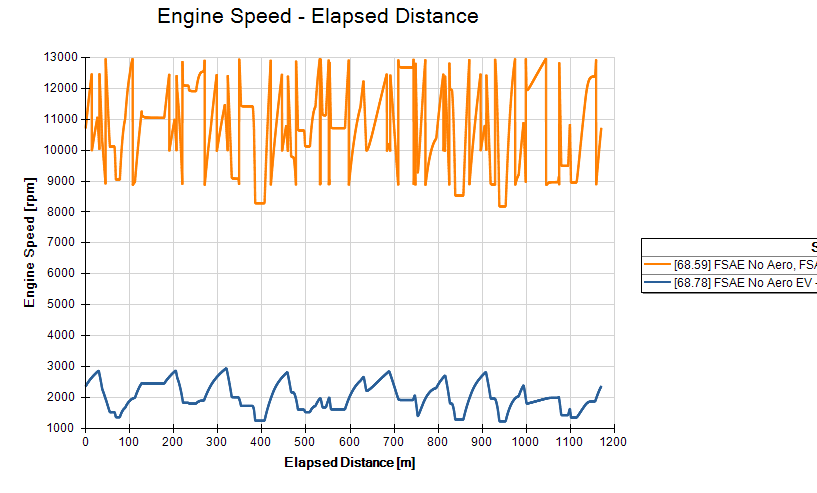 Engine Speed - Elapsed Distance
13000
12000
11000
10000
9000
8000
7000
6000
5000
4000
3000
2000
1000
Engine Speed [rpm]
0 100 200 300 400 500 600 700 800 900 1000 1100 1200
Elapsed Distance [m]
S
[68.59] FSAE No Aero, FSA
[68.78] FSAE No Aero EV -